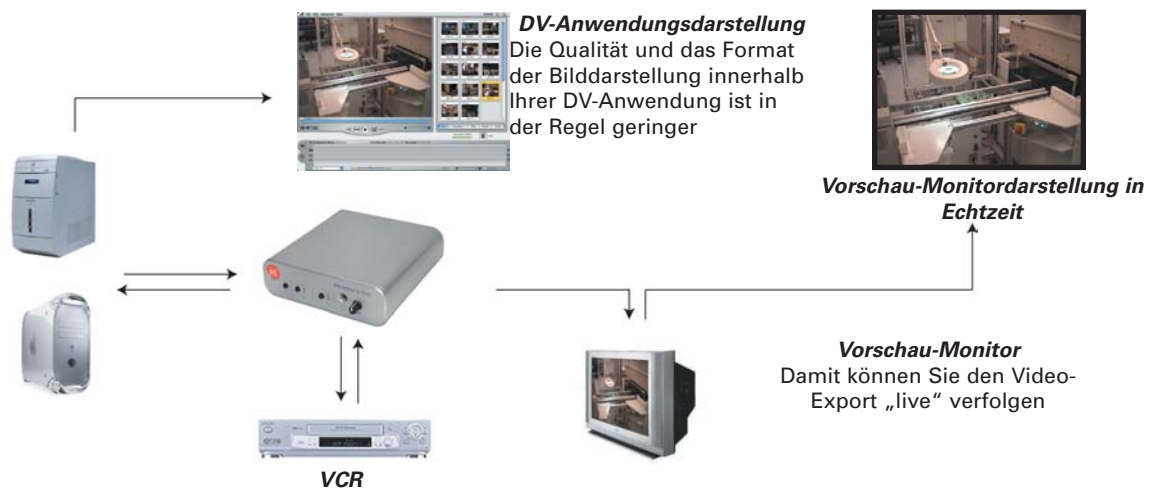 DV-Anwendungsdarstellung
Die Qualität und das Format
der Bilddarstellung innerhalb
Ihrer DV-Anwendung ist in
der Regel geringer
Vorschau-Monitordarstellung in
Echtzeit
Vorschau-Monitor
Damit können Sie den Video-
Export „live“ verfolgen
VCR